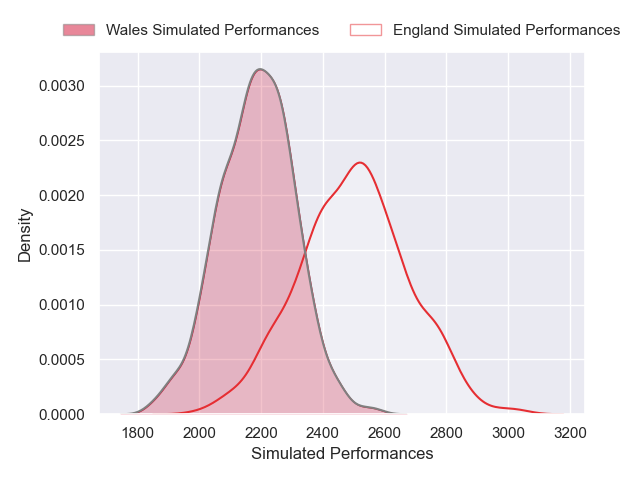 Wales Simulated Performances England Simulated Performances
0.0030
0.0025
0.0020
0.0015
0.0010
0.0005
0.0000
Density
1800 2000 2200 2400 2600 2800 3000 3200
Simulated Performances